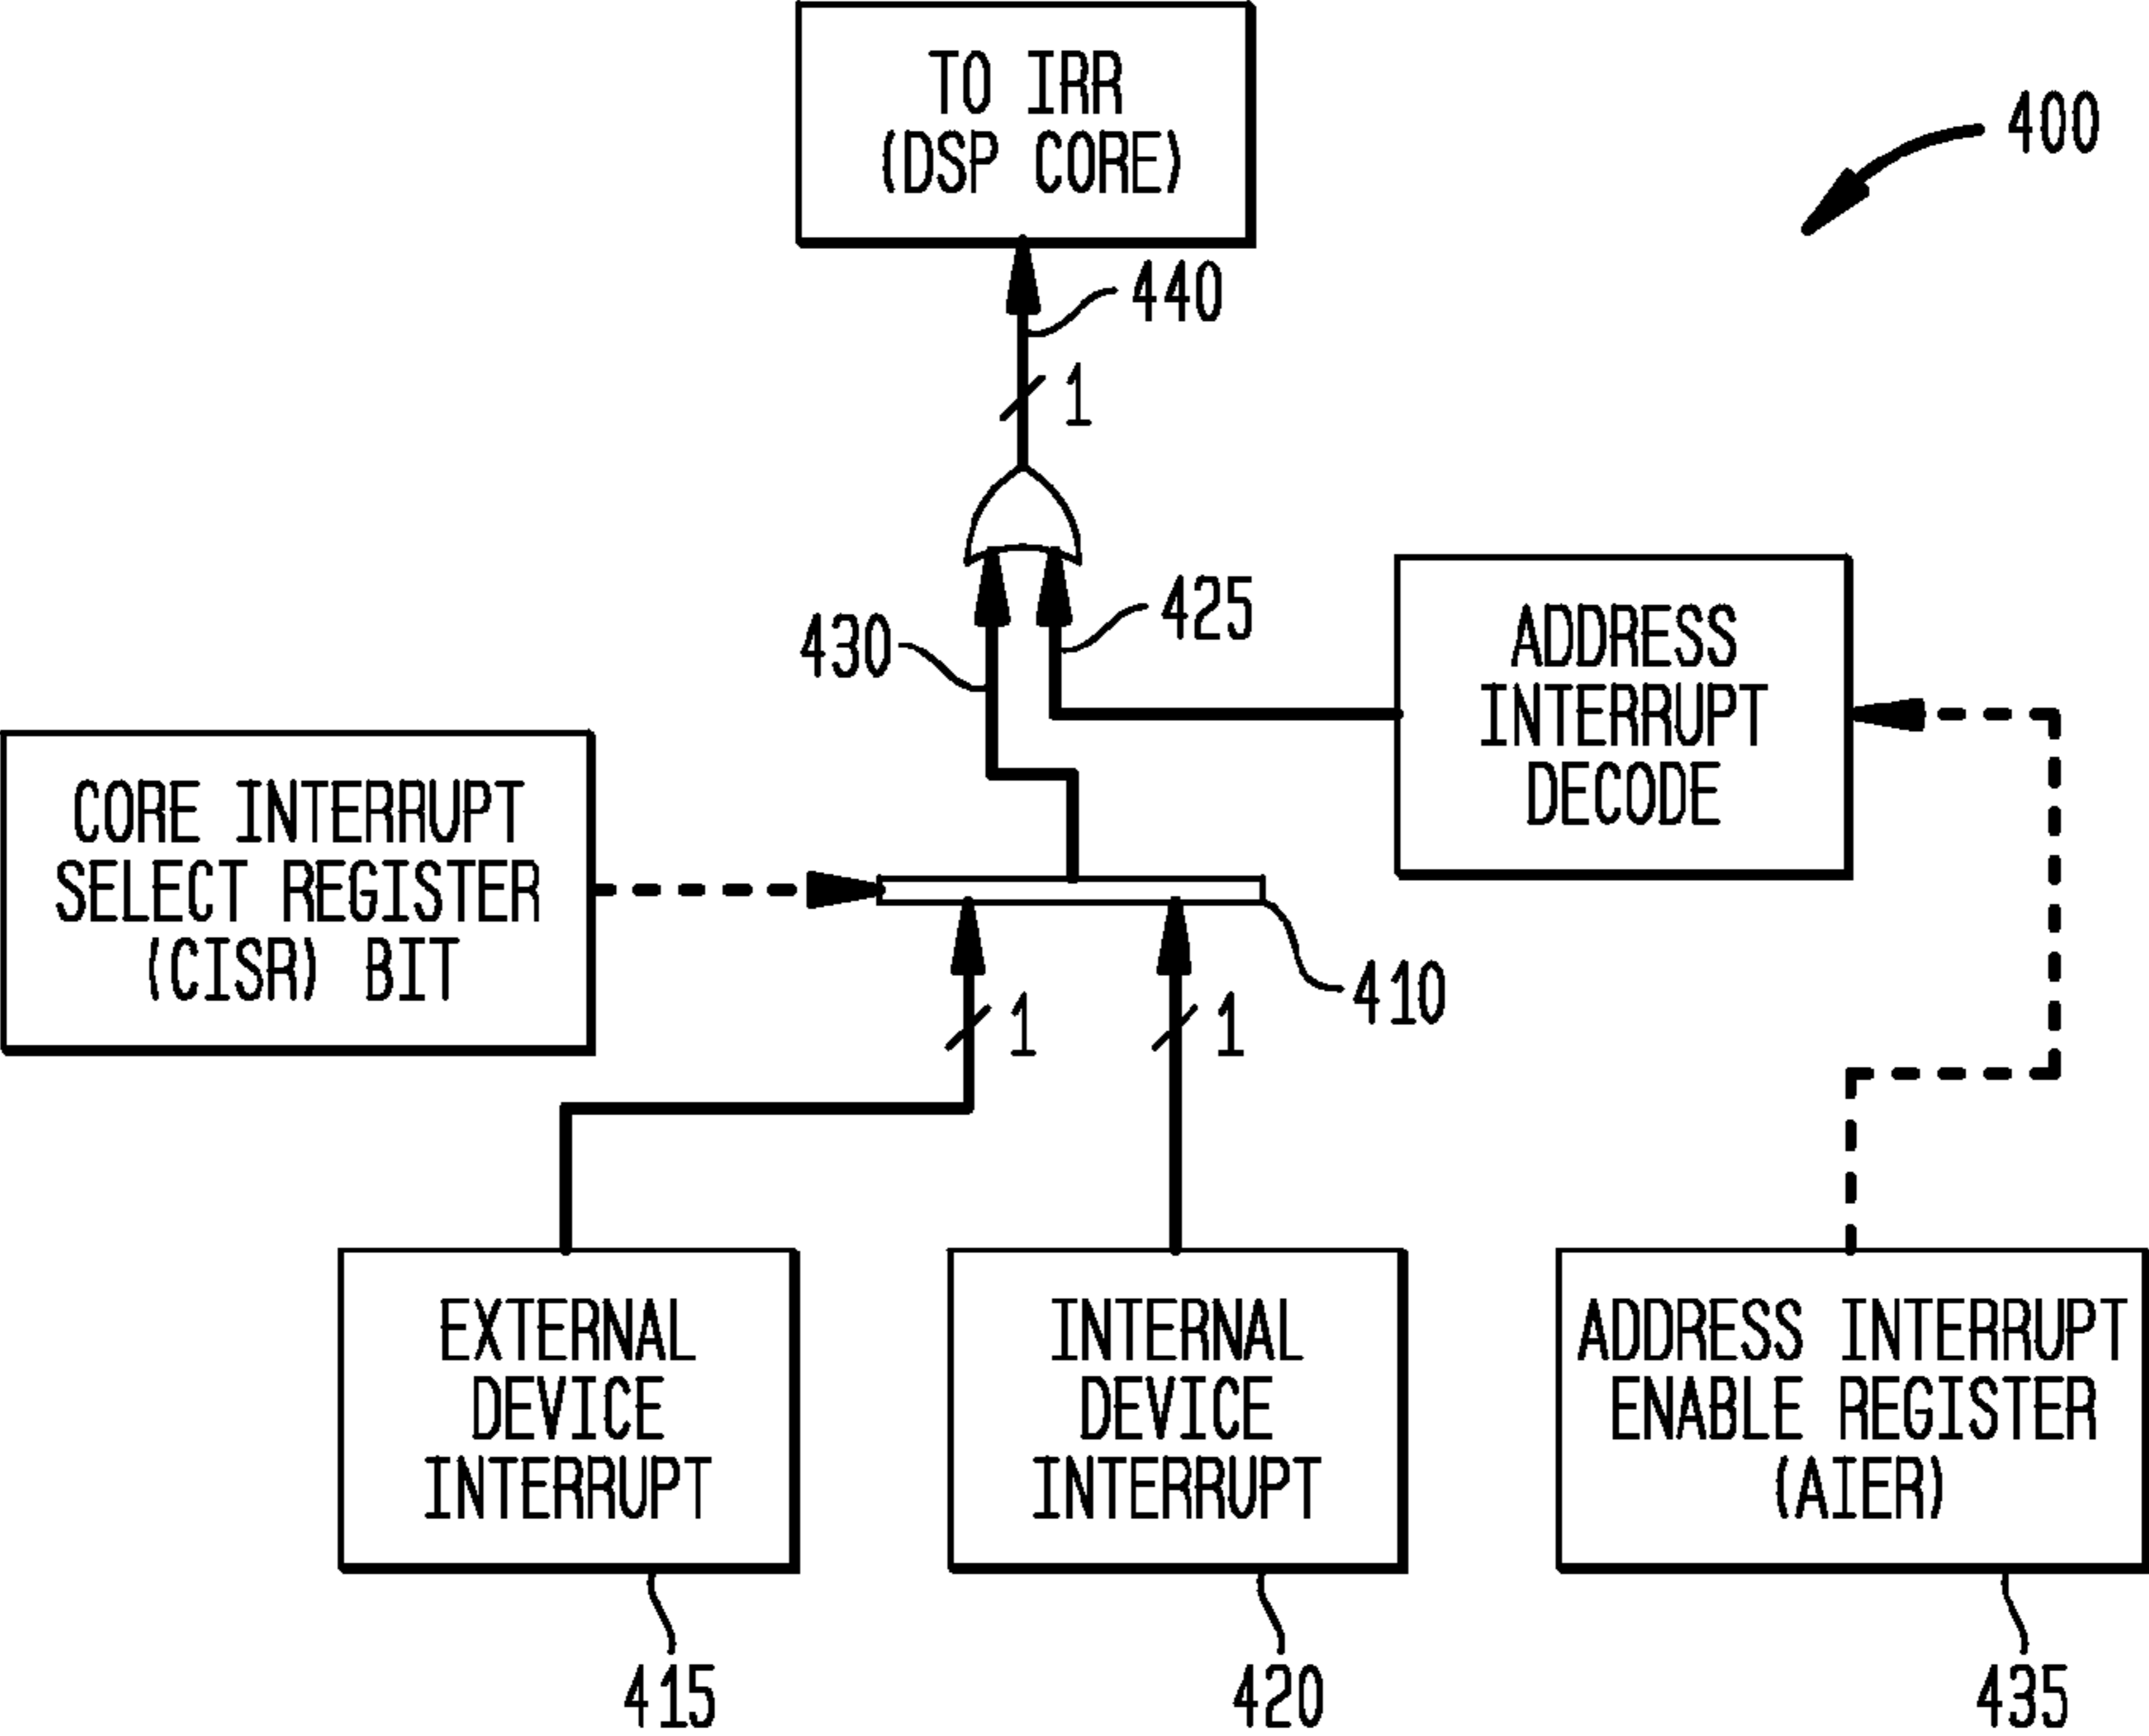 TO IRR
(DSP CORE)
400
440
1
430
425
ADDRESS
INTERRUPT
DECODE
CORE INTERRUPT
SELECT REGISTER
(CISR) BIT
410
1
1
EXTERNAL
DEVICE
INTERRUPT
INTERNAL
DEVICE
INTERRUPT
ADDRESS INTERRUPT
ENABLE REGISTER
(AIER)
415
420
435